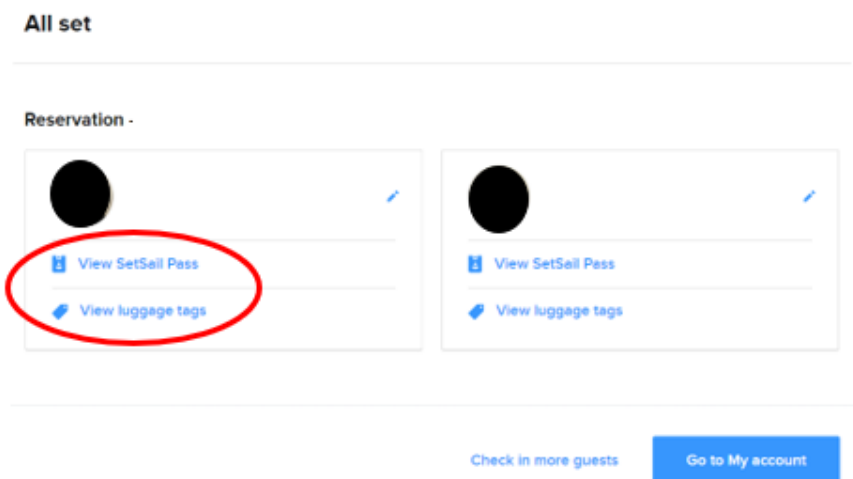 All set
Reservation -
View SetSail Pass
View luggage tags
View SetSail Pass
View luggage tags
Check in more guests
Go to My account